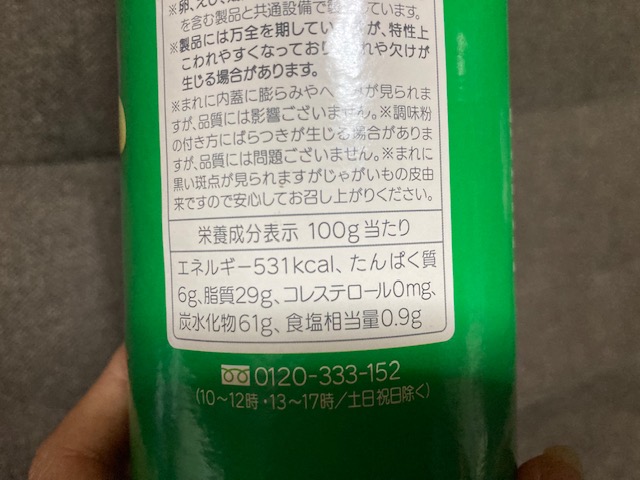 ※卵、えび、
を含む製品と共通設備で ています。
※製品には万全を期してい が、特性上
こわれやすくなっており れや欠けが
生じる場合があります。
※まれに内蓋に膨らみやへ みが見られま
すが、品質には影響ございません。※調味粉
の付き方にばらつきが生じる場合がありま
すが、品質には問題ございません。※まれに
黒い斑点が見られますがじゃがいもの皮由
来ですので安心してお召し上がりください。
栄養成分表示 100g当たり
エネルギー531kcal、たんぱく質
6g、脂質29g、コレステロール0mg、
炭水化物61g、食塩相当量0.9g
0120-333-152
(10〜12時・13〜17時/土日祝日除く)